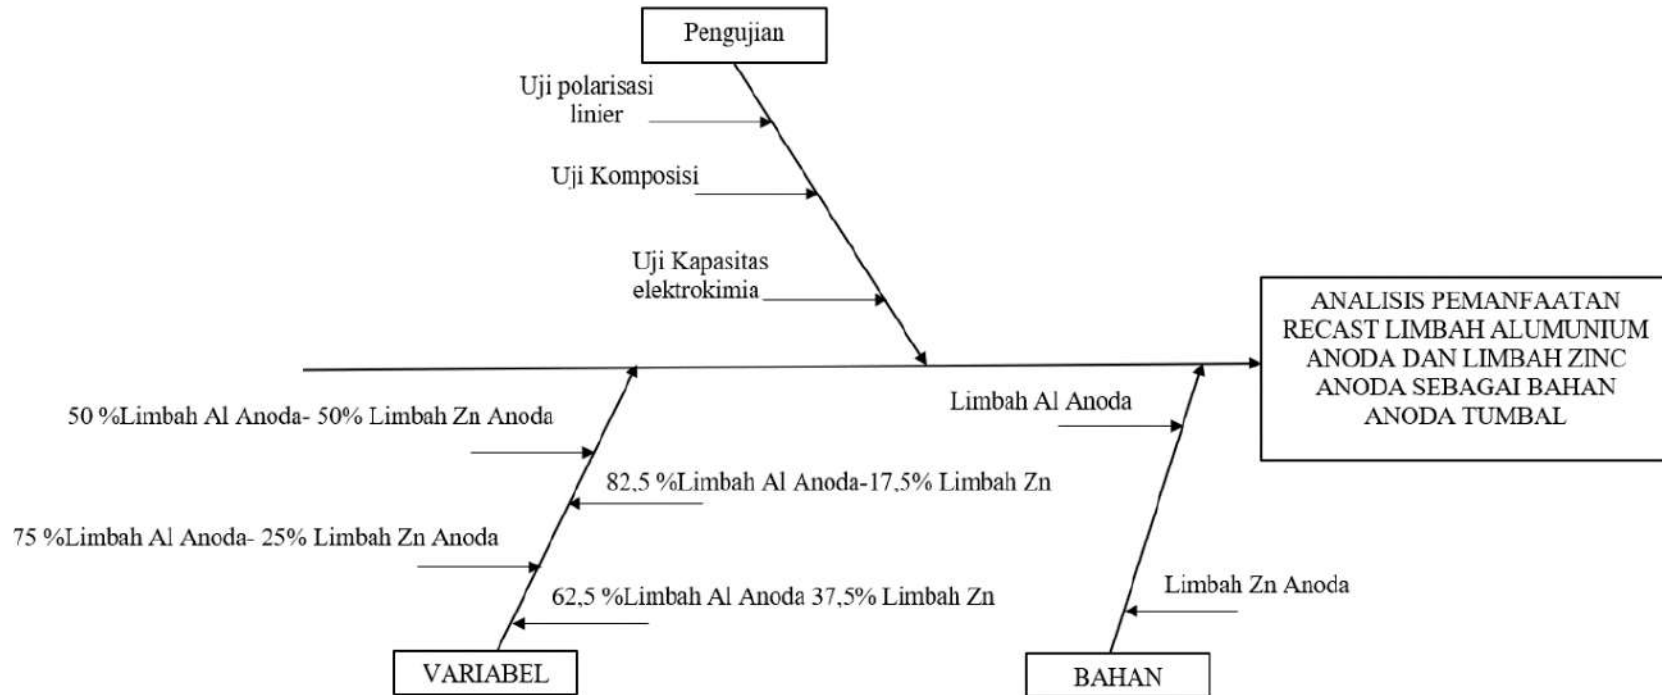 Pengujian
Uji polarisasi
linier
Uji Komposisi
Uji Kapasitas
elektrokimia
ANALISIS PEMANFAATAN
RECAST LIMBAH ALUMUNIUM
ANODA DAN LIMBAH ZINC
ANODA SEBAGAI BAHAN
ANODA TUMBAL
50 %Limbah Al Anoda- 50% Limbah Zn Anoda
Limbah Al Anoda
82,5 %Limbah Al Anoda-17,5% Limbah Zn
75 %Limbah Al Anoda- 25% Limbah Zn Anoda
62,5 %Limbah Al Anoda 37,5% Limbah Zn
Limbah Zn Anoda
VARIABEL
BAHAN